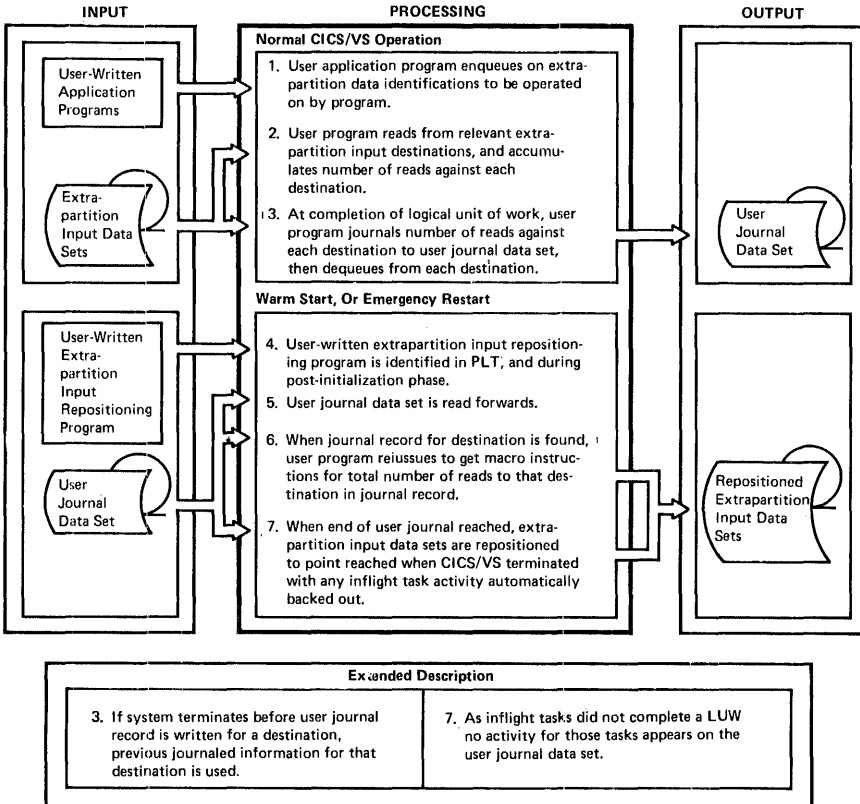 INPUT
PROCESSING
OUTPUT
Normal CICS/VS Operation
User-Written
Application
Programs
Extra-
partition
Input Data
Sets
1. User application program enqueues on extra-
partition data identifications to be operated
on by program.
2. User program reads from relevant extra-
partition input destinations, and accumu-
lates number of reads against each
destination.
3. At completion of logical unit of work, user
program journals number of reads against
each destination to user journal data set,
then dequeues from each destination.
User
Journal
Data Set
Warm Start, Or Emergency Restart
User-Written
Extra-
partition
Input
Repositioning
Program
User
Journal
Data Set
4. User-written extrapartition input reposition-
ing program is identified in PLT, and during
post-initialization phase.
5. User journal data set is read forwards.
6. When journal record for destination is found,
user program reiussues to get macro instruc-
tions for total number of reads to that des-
tination in journal record.
7. When end of user journal reached, extra-
partition input data sets are repositioned
to point reached when CICS/VS terminated
with any inflight task activity automatically
backed out.
Repositioned
Extrapartition
Input Data
Sets
Extended Description
3. If system terminates before user journal
record is written for a destination,
previous journaled information for that
destination is used.
7. As inflight tasks did not complete a LUW
no activity for those tasks appears on the
user journal data set.